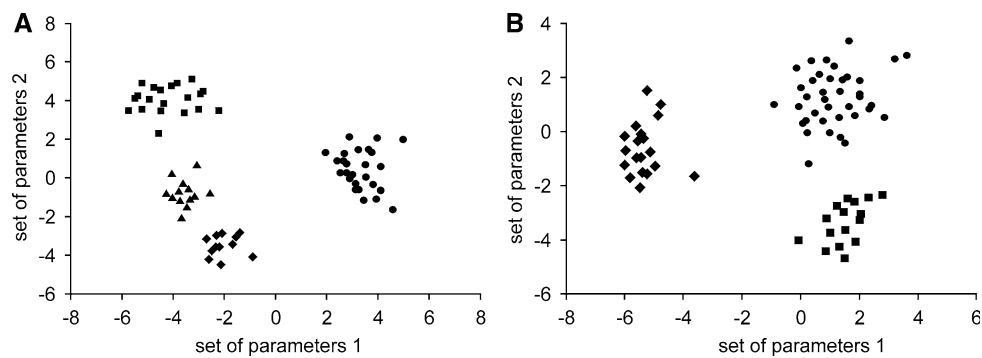 A
8
6
4
2
0
-2
-4
-6
-8 -6 -4 -2 0 2 4 6 8
set of parameters 1
set of parameters 2
B
4
2
0
-2
-4
-6
-8 -6 -4 -2 0 2 4 6
set of parameters 1
set of parameters 2